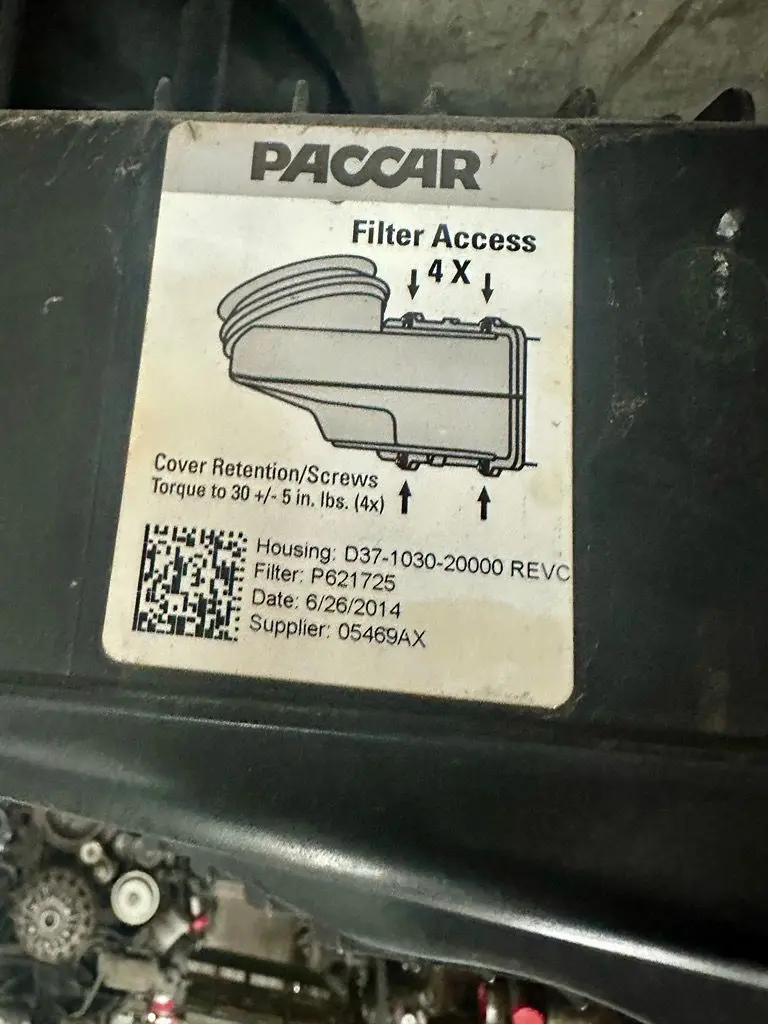 PACCAR
Filter Access
4 X
Cover Retention/Screws
Torque to 30 +/- 5 in. lbs. (4x)
Housing: D37-1030-20000 REVC
Filter: P621725
Date: 6/26/2014
Supplier: 05469AX